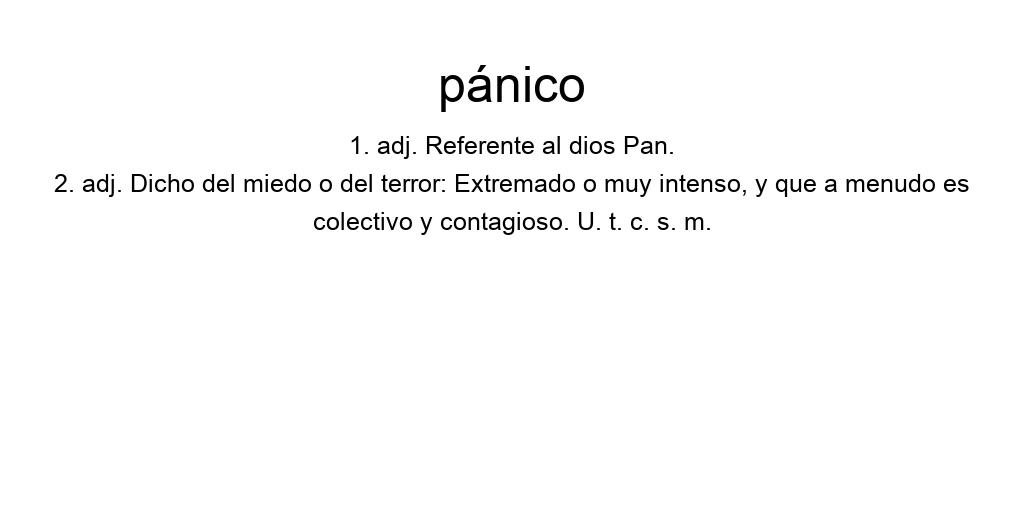 pánico
1. adj. Referente al dios Pan.
2. adj. Dicho del miedo o del terror: Extremado o muy intenso, y que a menudo es
colectivo y contagioso. U. t. c. s. m.